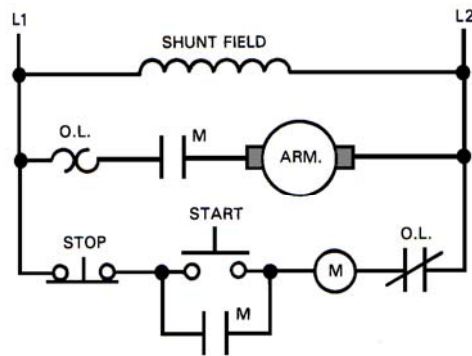 L1
L2
SHUNT FIELD
O.L.
M
ARM.
START
STOP
O.L.
M
M